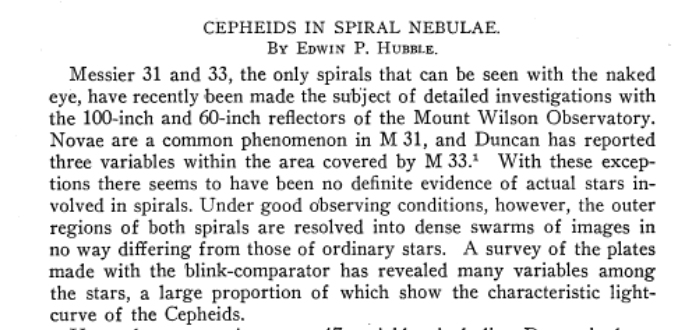 CEPHEIDS IN SPIRAL NEBULAE.
By Edwin P. Hubble.
Messier 31 and 33, the only spirals that can be seen with the naked
eye, have recently been made the subject of detailed investigations with
the 100-inch and 60-inch reflectors of the Mount Wilson Observatory.
Novae are a common phenomenon in M 31, and Duncan has reported
three variables within the area covered by M 33.¹ With these excep-
tions there seems to have been no definite evidence of actual stars in-
volved in spirals. Under good observing conditions, however, the outer
regions of both spirals are resolved into dense swarms of images in
no way differing from those of ordinary stars. A survey of the plates
made with the blink-comparator has revealed many variables among
the stars, a large proportion of which show the characteristic light-
curve of the Cepheids.